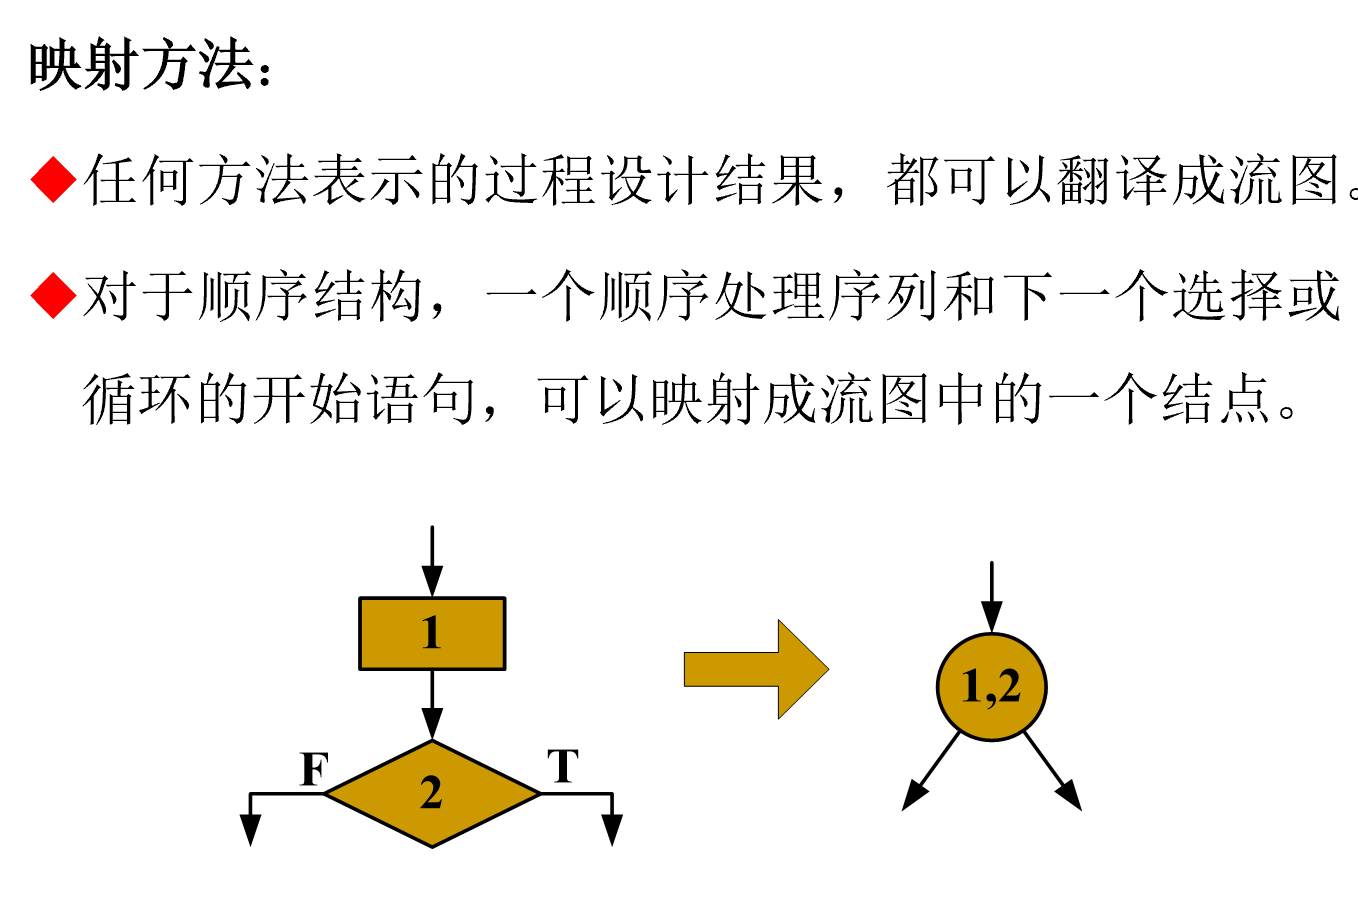 映射方法：
任何方法表示的过程设计结果，都可以翻译成流图。
对于顺序结构，一个顺序处理序列和下一个选择或
循环的开始语句，可以映射成流图中的一个结点。
1
1,2
F
T
2